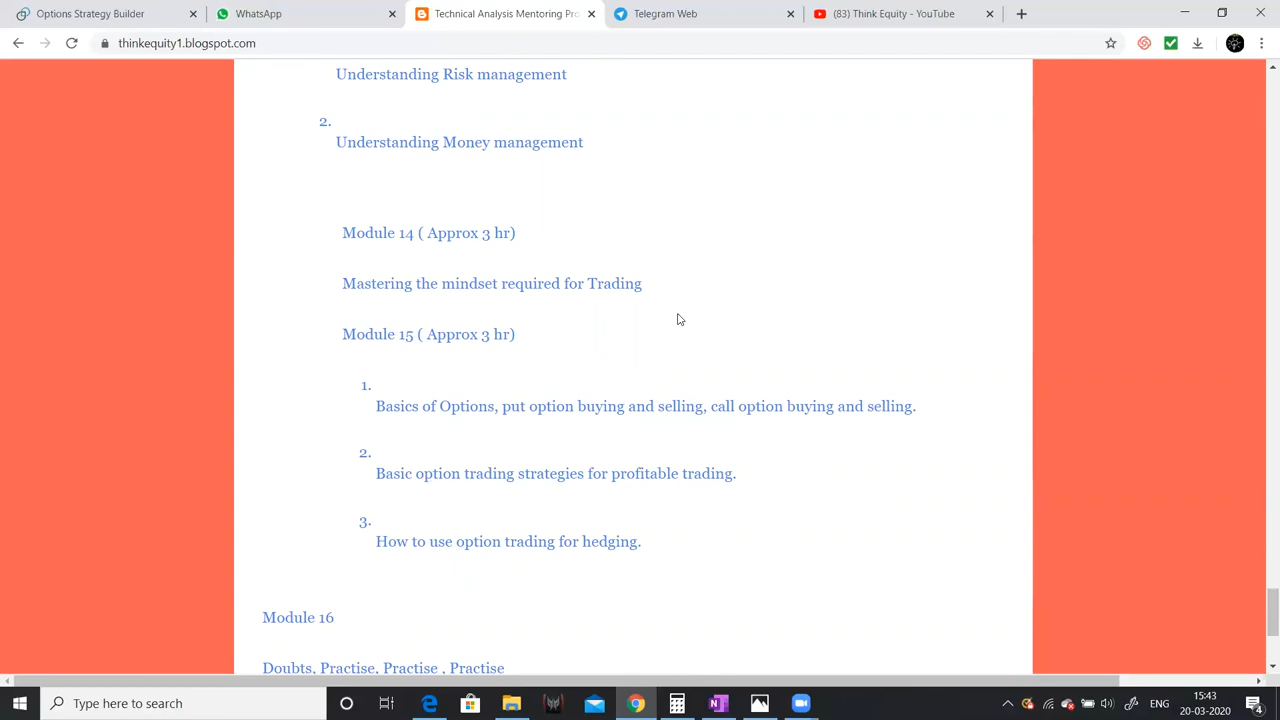 Options Strategy Builder
WhatsApp
Technical Analysis Mentoring Pro
Telegram Web
(83) Think Equity - YouTube
thinkequity1.blogspot.com
Understanding Risk management
2.
Understanding Money management
Module 14 ( Approx 3 hr)
Mastering the mindset required for Trading
Module 15 ( Approx 3 hr)
1.
Basics of Options, put option buying and selling, call option buying and selling.
2.
Basic option trading strategies for profitable trading.
3.
How to use option trading for hedging.
Module 16
Doubts, Practise, Practise , Practise
Type here to search
ENG
15:43
20-03-2020
4